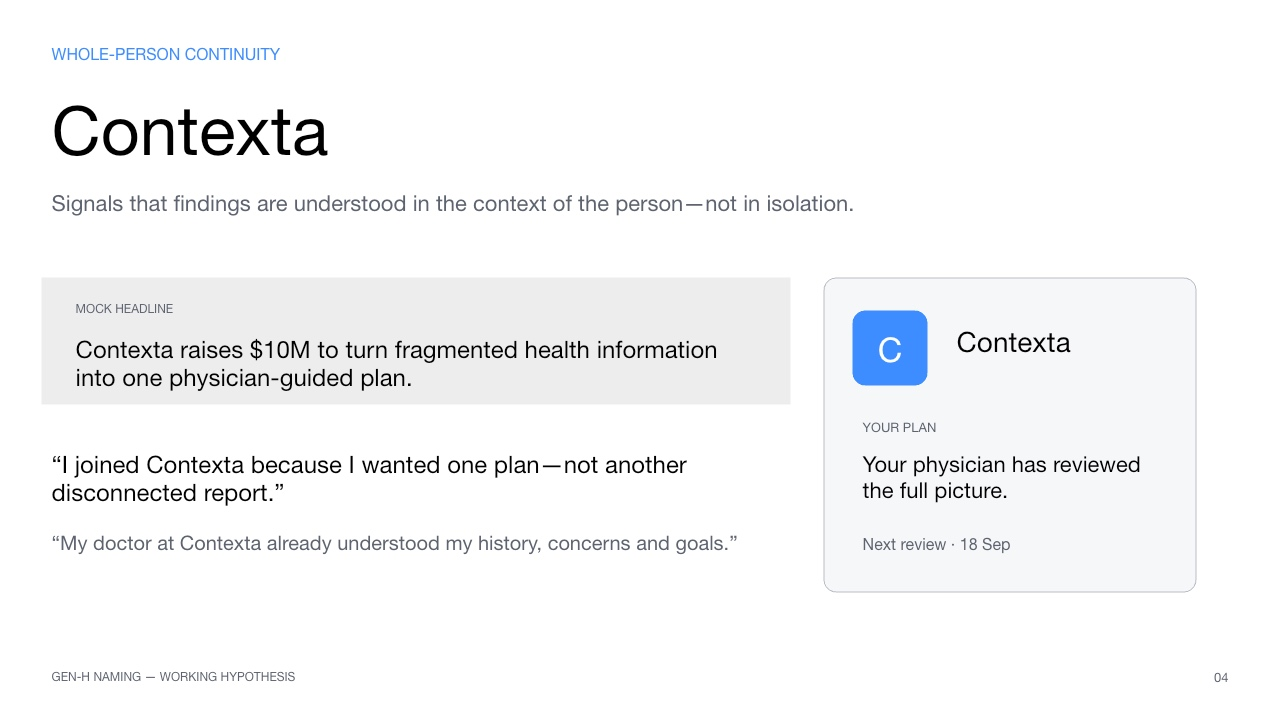 WHOLE-PERSON CONTINUITY
Contexta
Signals that findings are understood in the context of the person—not in isolation.
MOCK HEADLINE
Contexta raises $10M to turn fragmented health information
into one physician-guided plan.
“I joined Contexta because I wanted one plan—not another
disconnected report.”
“My doctor at Contexta already understood my history, concerns and goals.”
C
Contexta
YOUR PLAN
Your physician has reviewed
the full picture.
Next review · 18 Sep
GEN-H NAMING — WORKING HYPOTHESIS
04